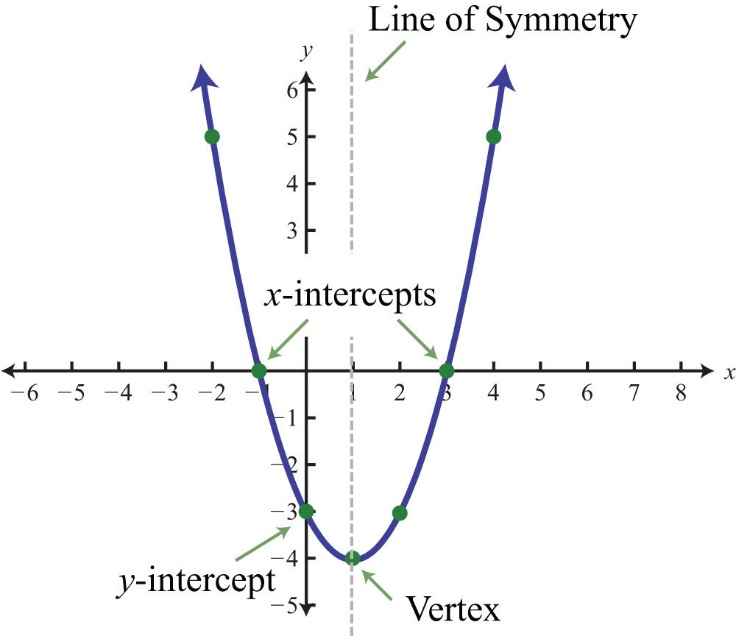 Line of Symmetry
y
6
5
4
3
x-intercepts
−6 −5 −4 −3 −2 −1 1 2 3 4 5 6 7 8 x
−1
−2
−3
−4
y-intercept
−5
Vertex